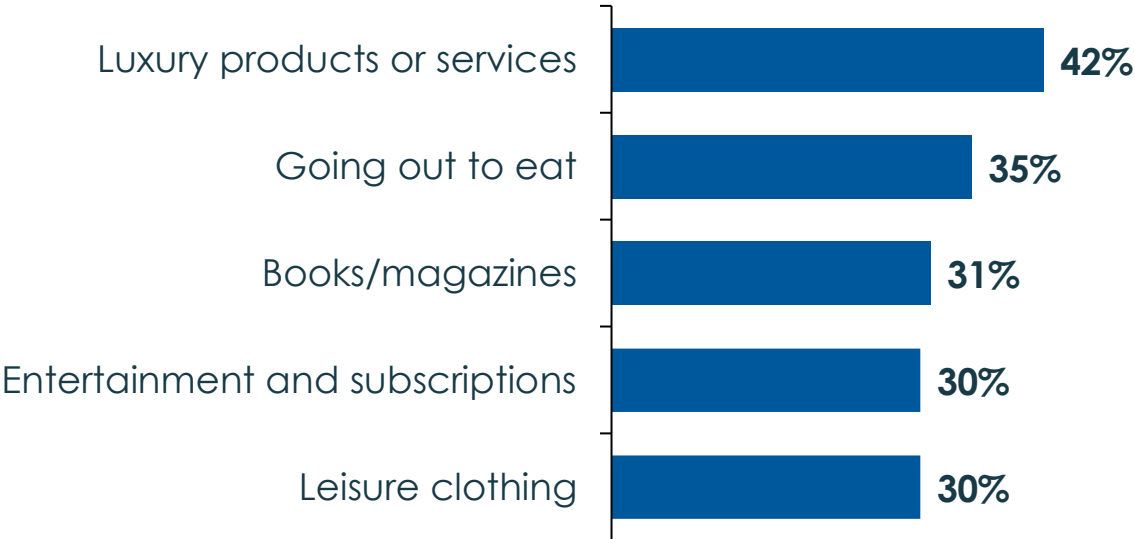 Luxury products or services 42%
Going out to eat 35%
Books/magazines 31%
Entertainment and subscriptions 30%
Leisure clothing 30%